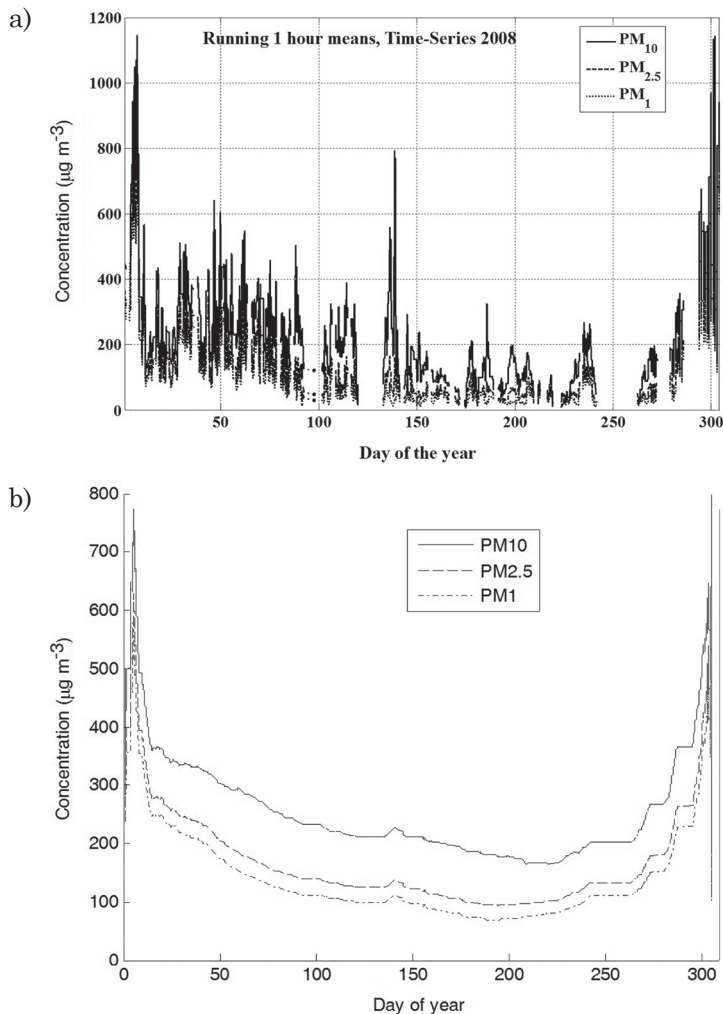 a)
1200
Running 1 hour means, Time-Series 2008
PM10
PM2.5
PM1
1000
800
600
400
200
0
Concentration (µg m-3)
50
100
150
200
250
300
Day of the year
b)
800
PM10
PM2.5
PM1
700
600
500
400
300
200
100
0
Concentration (µg m-3)
0
50
100
150
200
250
300
Day of year